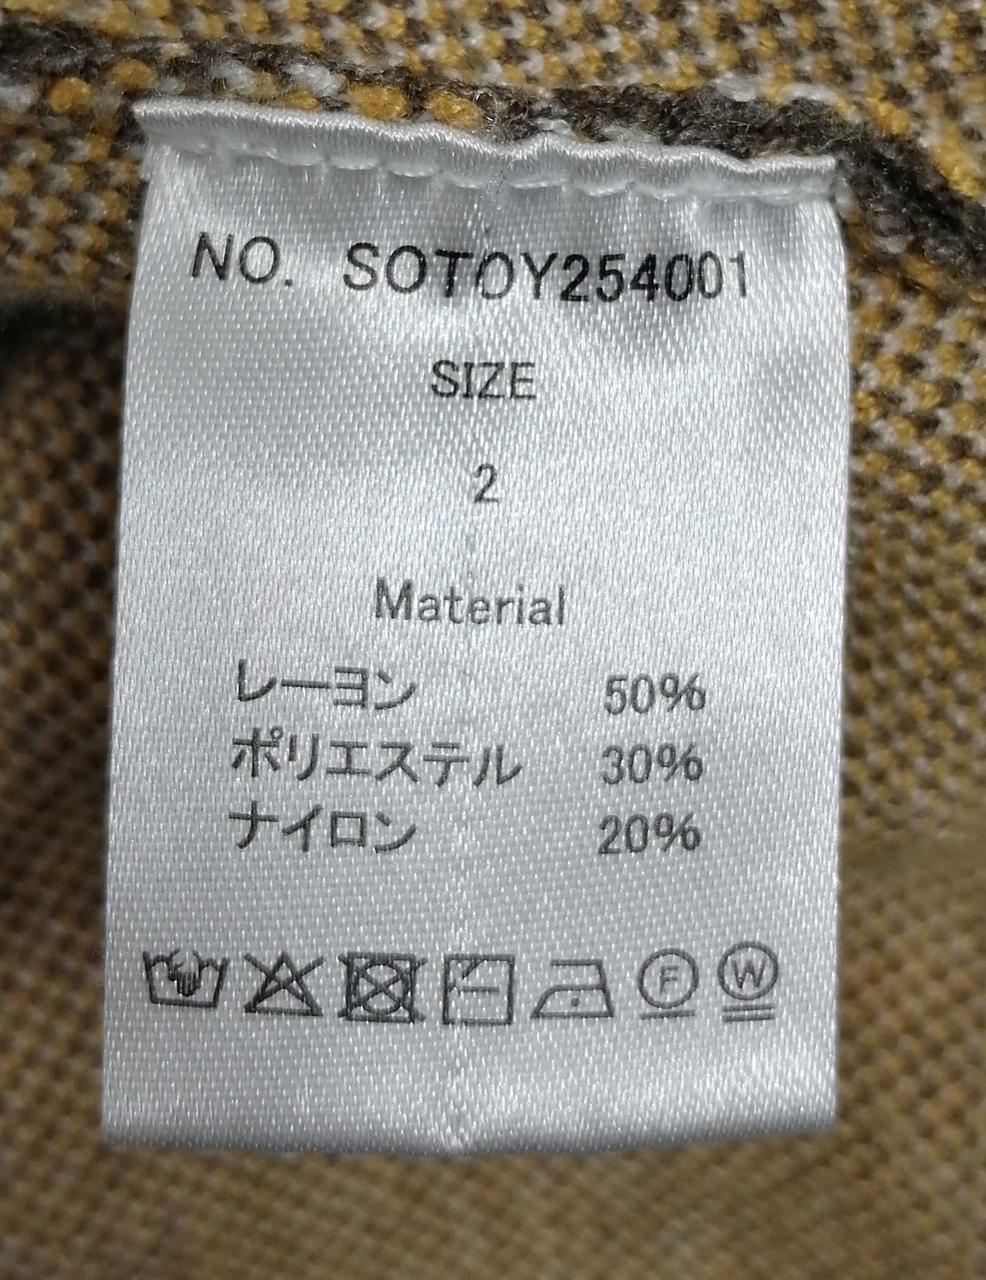 NO. SOTOY254001
SIZE
2
Material
レーヨン 50%
ポリエステル 30%
ナイロン 20%
F W